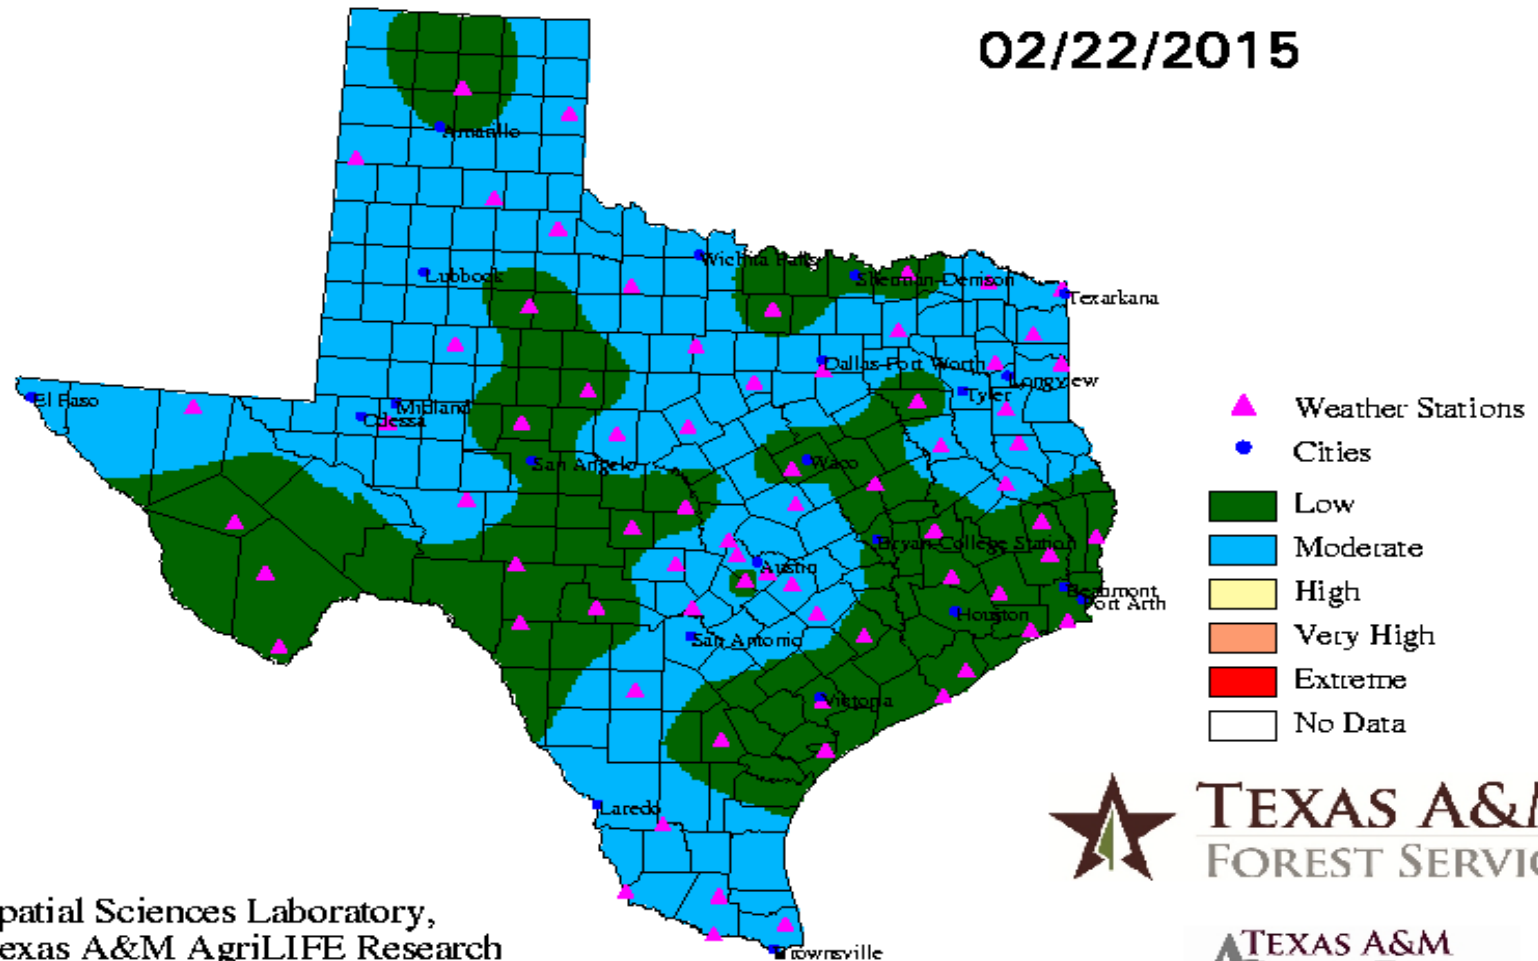 02/22/2015
Amarillo
Lubbock
Wichita Falls
Sherman-Denison
Texarkana
Dallas-Fort Worth
Longview
Tyler
El Paso
Midland
Odessa
San Angelo
Waco
Bryan-College Station
Austin
Beaumont
Port Arth
Houston
San Antonio
Victoria
Laredo
Brownsville
Weather Stations
Cities
Low
Moderate
High
Very High
Extreme
No Data
TEXAS A&M
FOREST SERVIC
patial Sciences Laboratory,
exas A&M AgriLIFE Research
TEXAS A&M